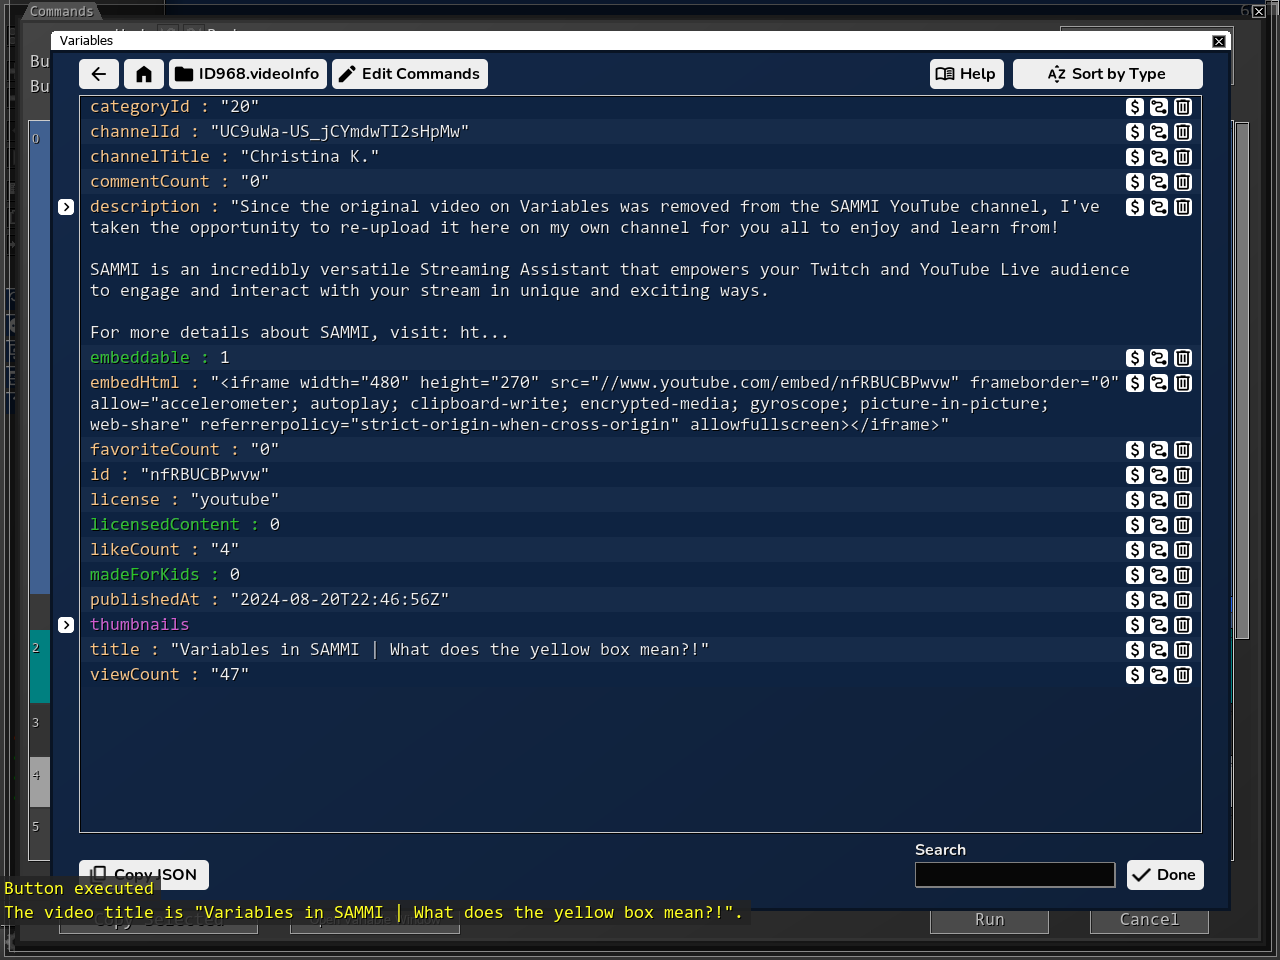 Commands
Variables
Bu
Bu
ID968.videoInfo
Edit Commands
Help
Sort by Type
0
categoryId : "20"
channelId : "UC9uWa-US_jCYmdwTI2sHpMw"
channelTitle : "Christina K."
commentCount : "0"
description : "Since the original video on Variables was removed from the SAMMI YouTube channel, I've
taken the opportunity to re-upload it here on my own channel for you all to enjoy and learn from!
SAMMI is an incredibly versatile Streaming Assistant that empowers your Twitch and YouTube Live audience
to engage and interact with your stream in unique and exciting ways.
For more details about SAMMI, visit: ht...
embeddable : 1
embedHtml : "<iframe width="480" height="270" src="//www.youtube.com/embed/nfRBUCBPwvw" frameborder="0"
allow="accelerometer; autoplay; clipboard-write; encrypted-media; gyroscope; picture-in-picture;
web-share" referrerpolicy="strict-origin-when-cross-origin" allowfullscreen></iframe>"
favoriteCount : "0"
id : "nfRBUCBPwvw"
license : "youtube"
licensedContent : 0
likeCount : "4"
madeForKids : 0
publishedAt : "2024-08-20T22:46:56Z"
thumbnails
2
title : "Variables in SAMMI | What does the yellow box mean?!"
viewCount : "47"
3
4
5
Search
Copy JSON
Done
Button executed
The video title is "Variables in SAMMI | What does the yellow box mean?!".
Run
Cancel